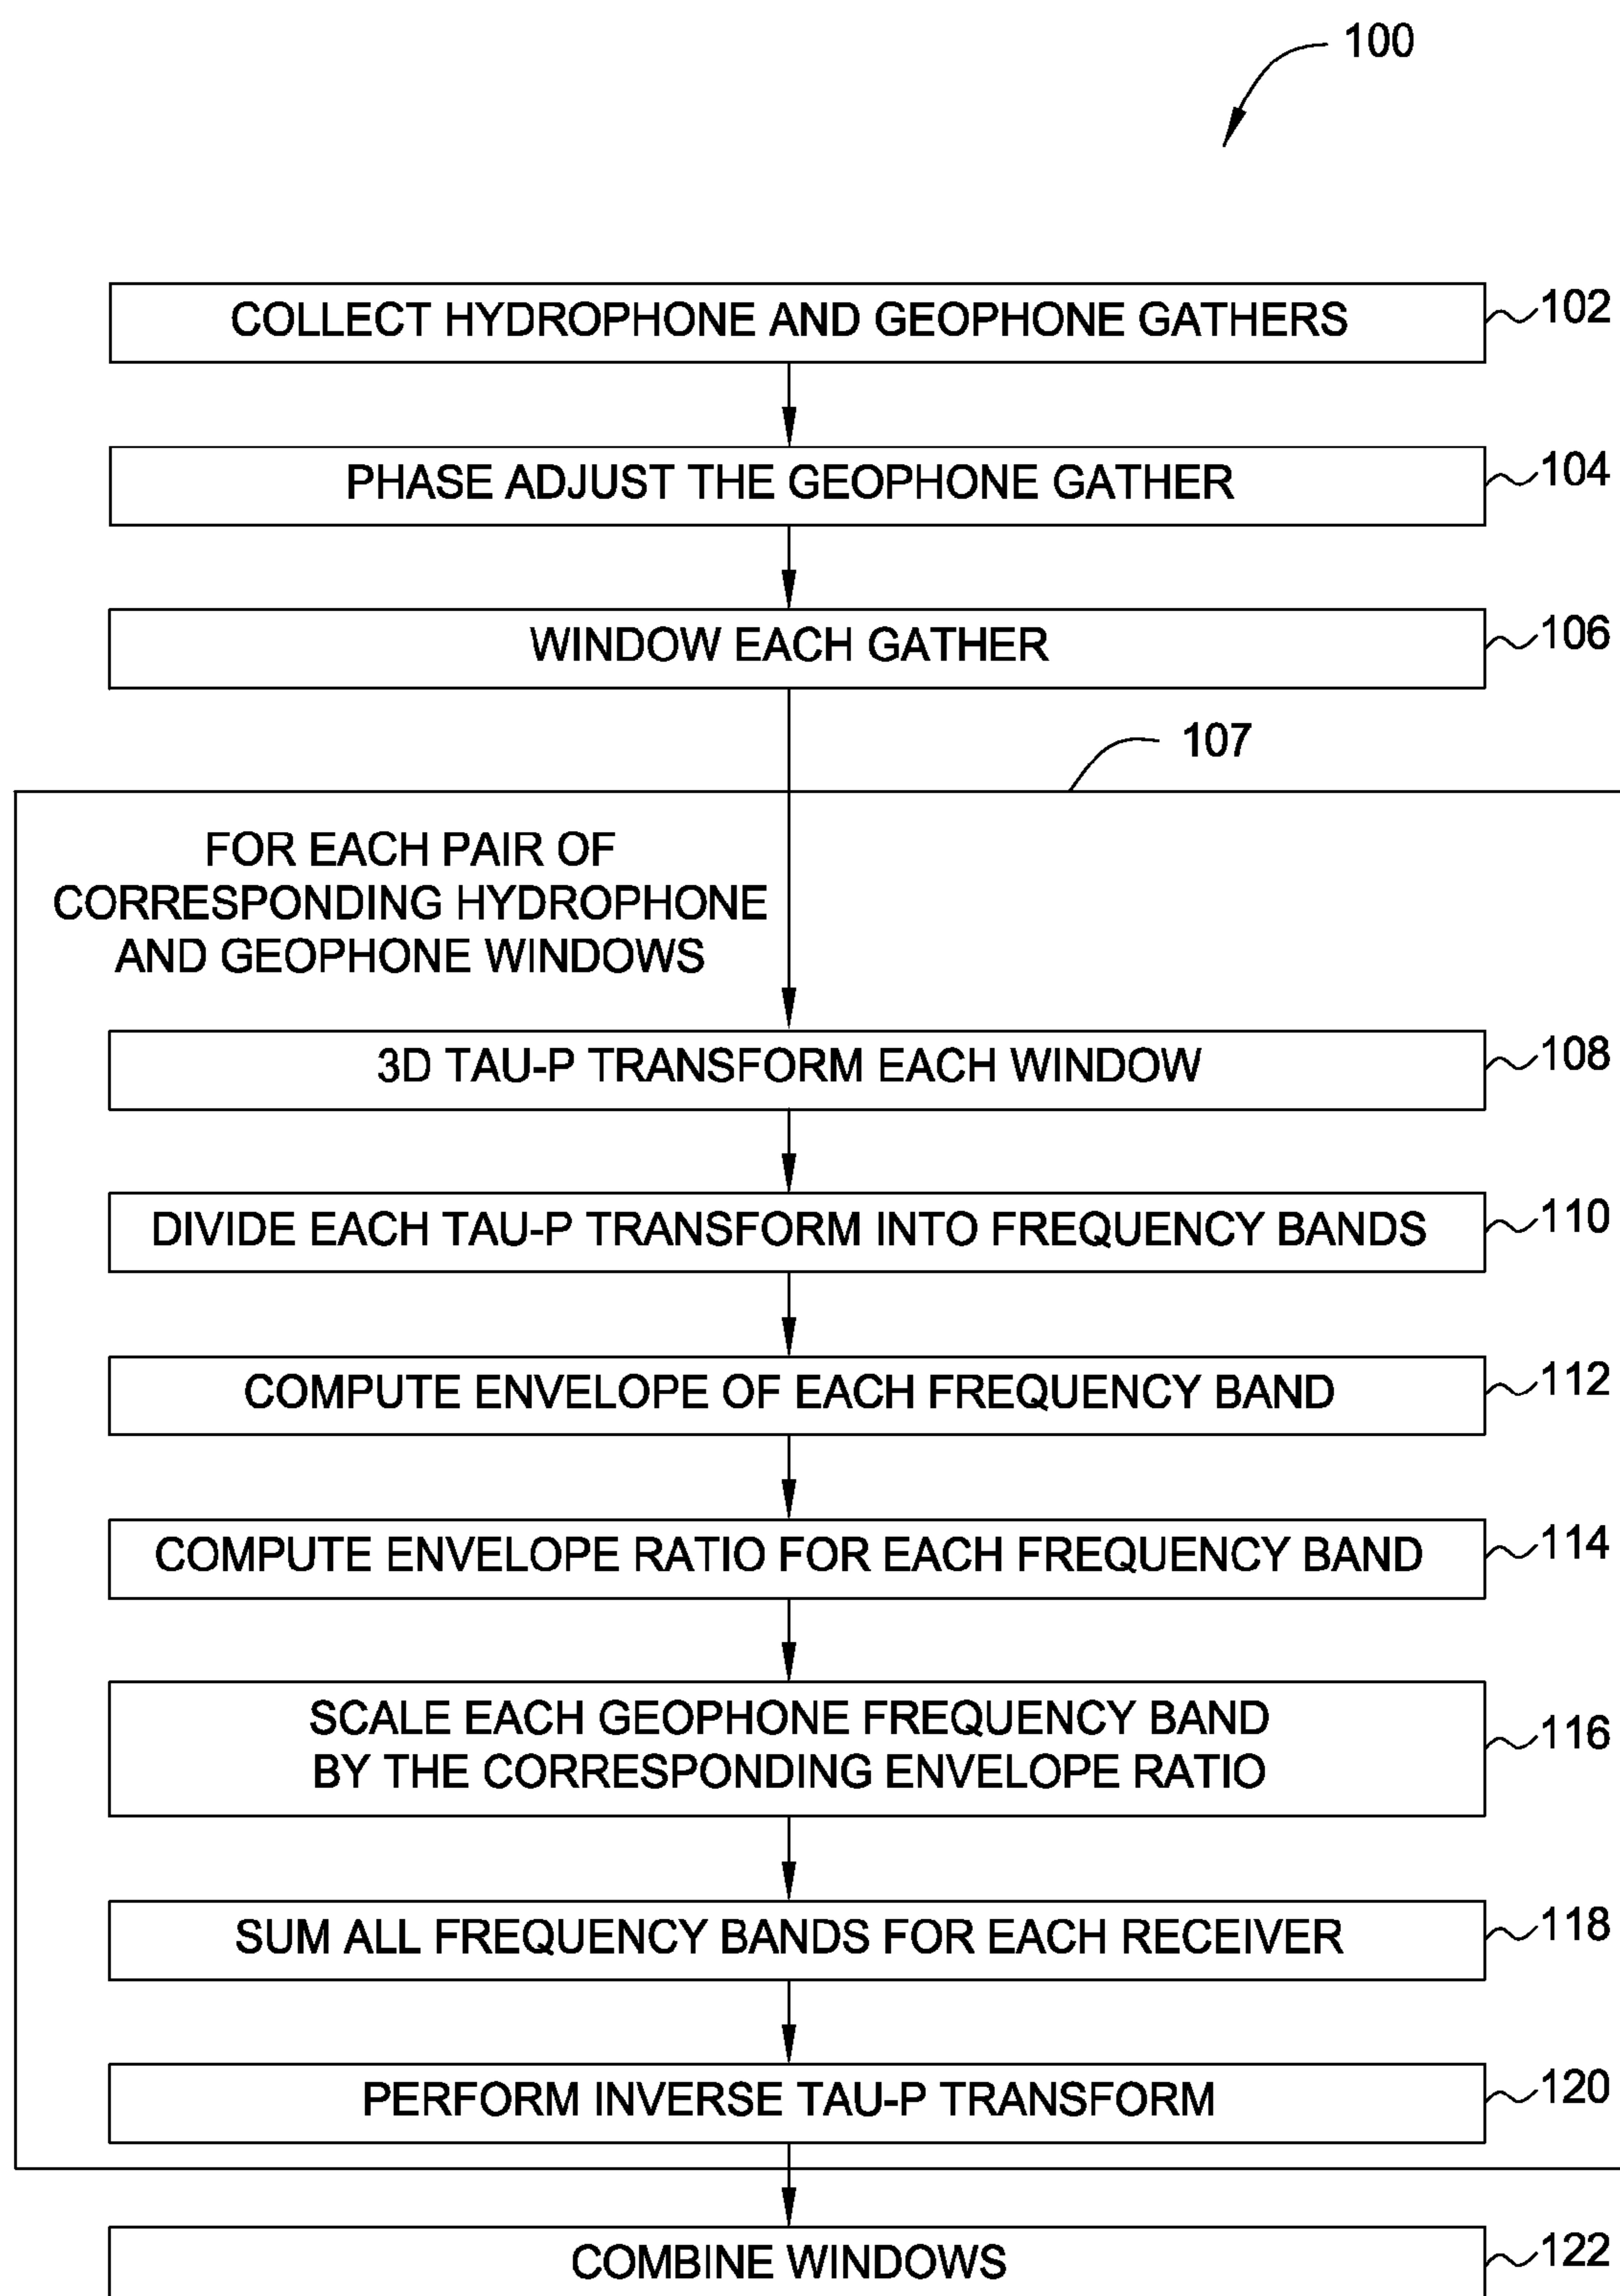 100
COLLECT HYDROPHONE AND GEOPHONE GATHERS
102
PHASE ADJUST THE GEOPHONE GATHER
104
WINDOW EACH GATHER
106
107
FOR EACH PAIR OF
CORRESPONDING HYDROPHONE
AND GEOPHONE WINDOWS
3D TAU-P TRANSFORM EACH WINDOW
108
DIVIDE EACH TAU-P TRANSFORM INTO FREQUENCY BANDS
110
COMPUTE ENVELOPE OF EACH FREQUENCY BAND
112
COMPUTE ENVELOPE RATIO FOR EACH FREQUENCY BAND
114
SCALE EACH GEOPHONE FREQUENCY BAND
BY THE CORRESPONDING ENVELOPE RATIO
116
SUM ALL FREQUENCY BANDS FOR EACH RECEIVER
118
PERFORM INVERSE TAU-P TRANSFORM
120
COMBINE WINDOWS
122